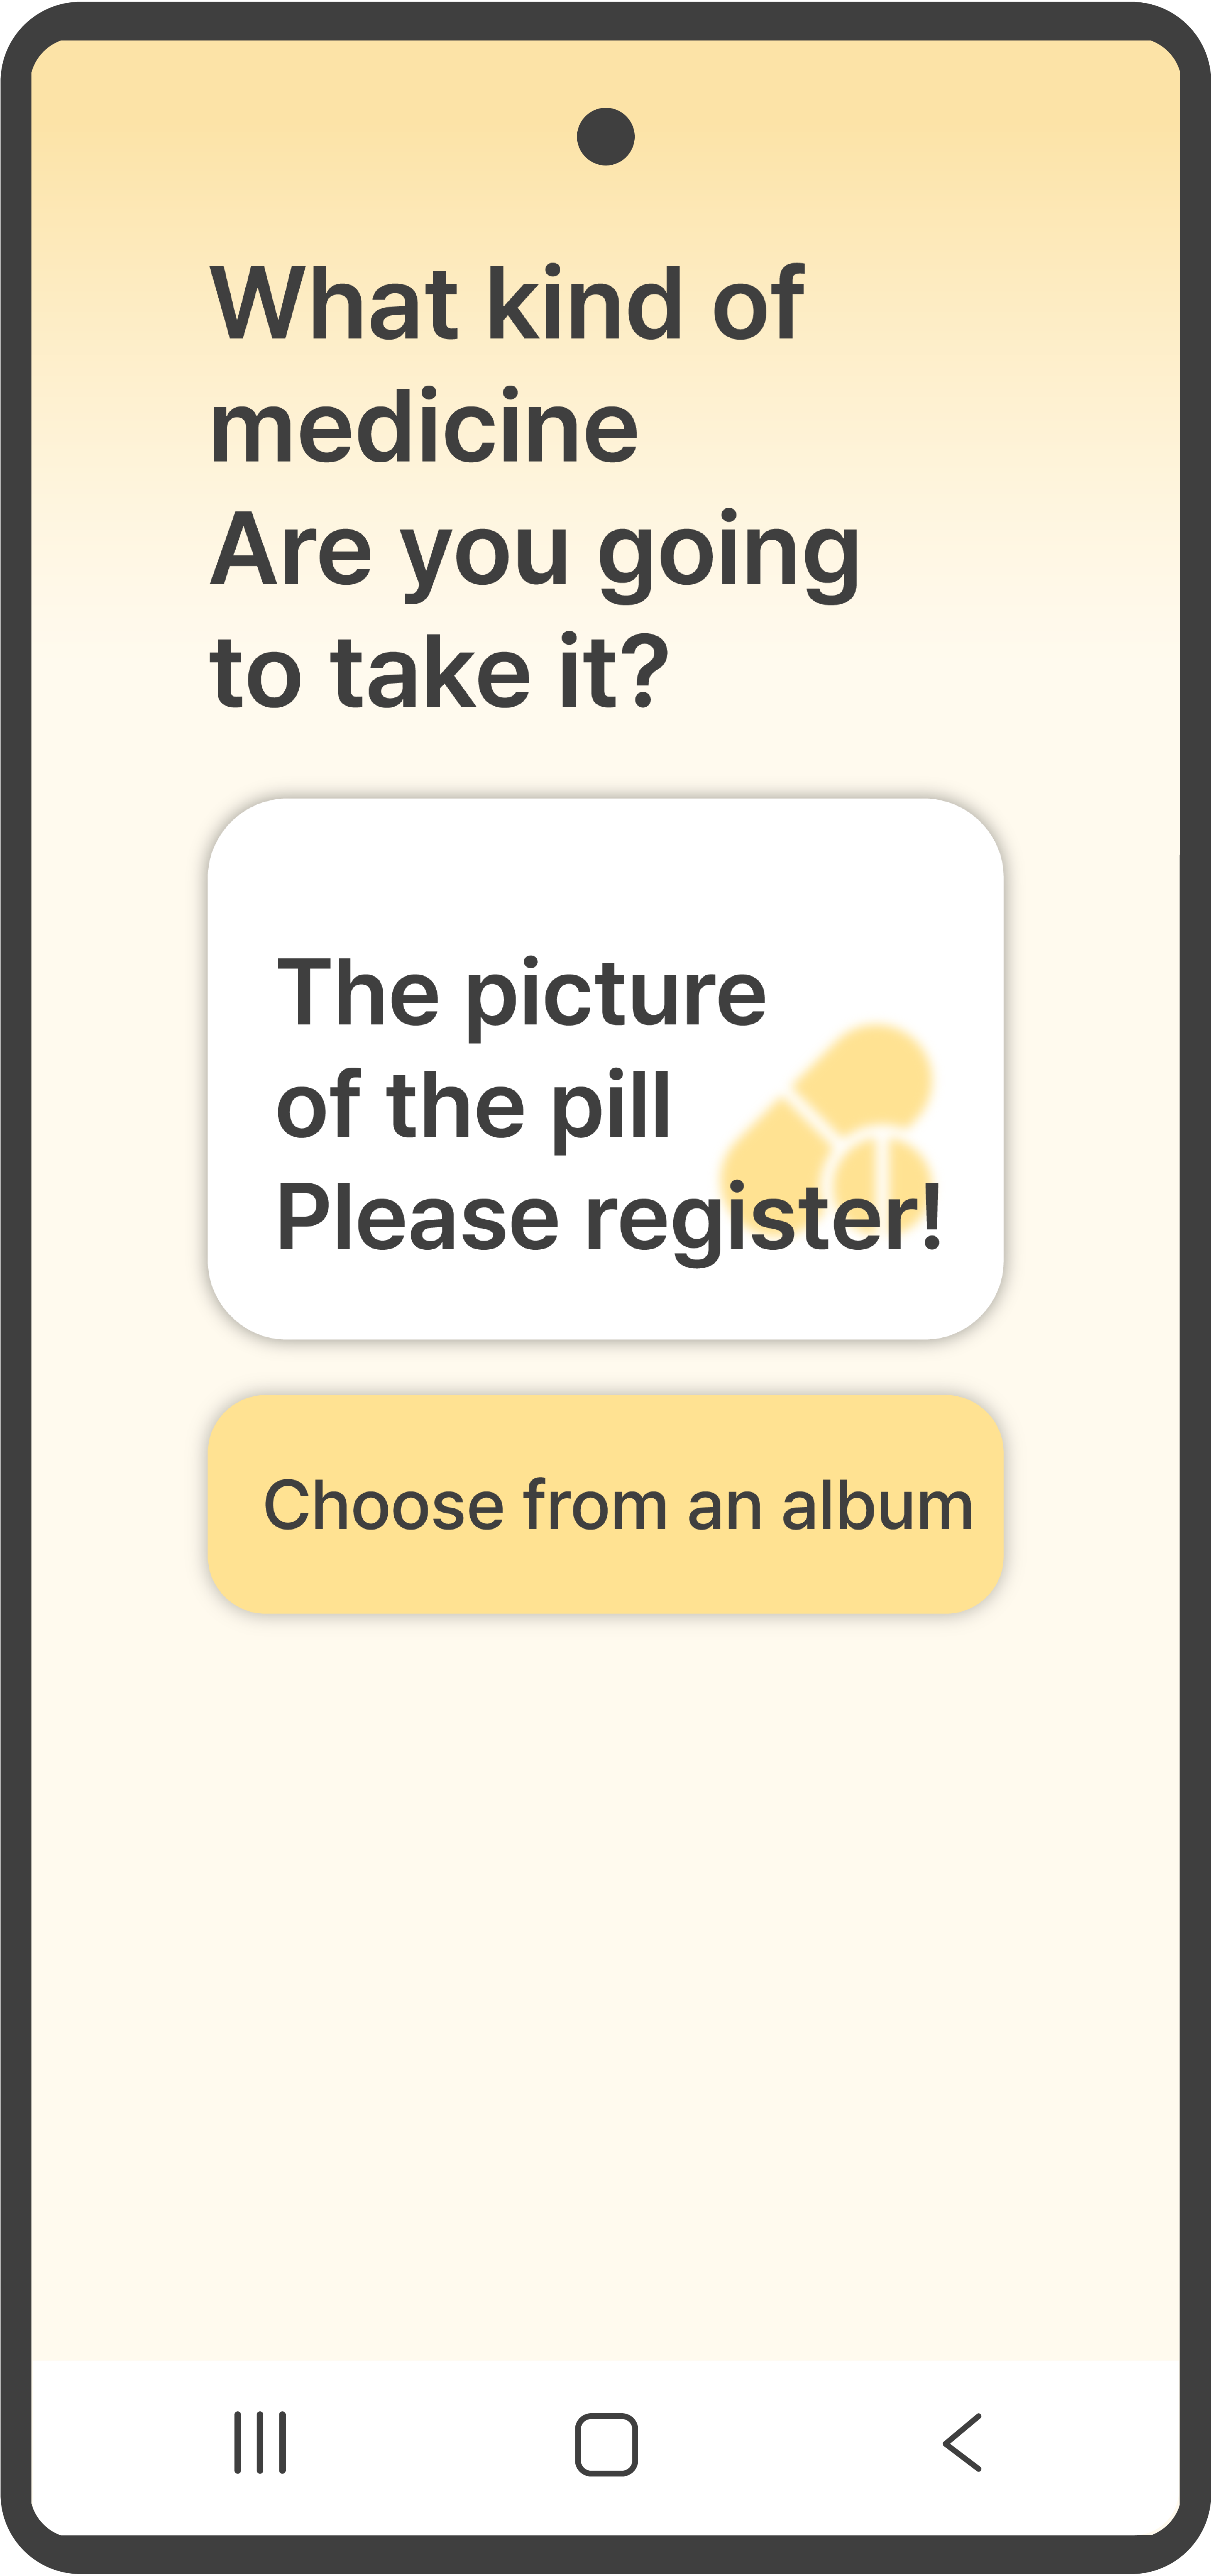 What kind of
medicine
Are you going
to take it?
The picture
of the pill
Please register!
Choose from an album